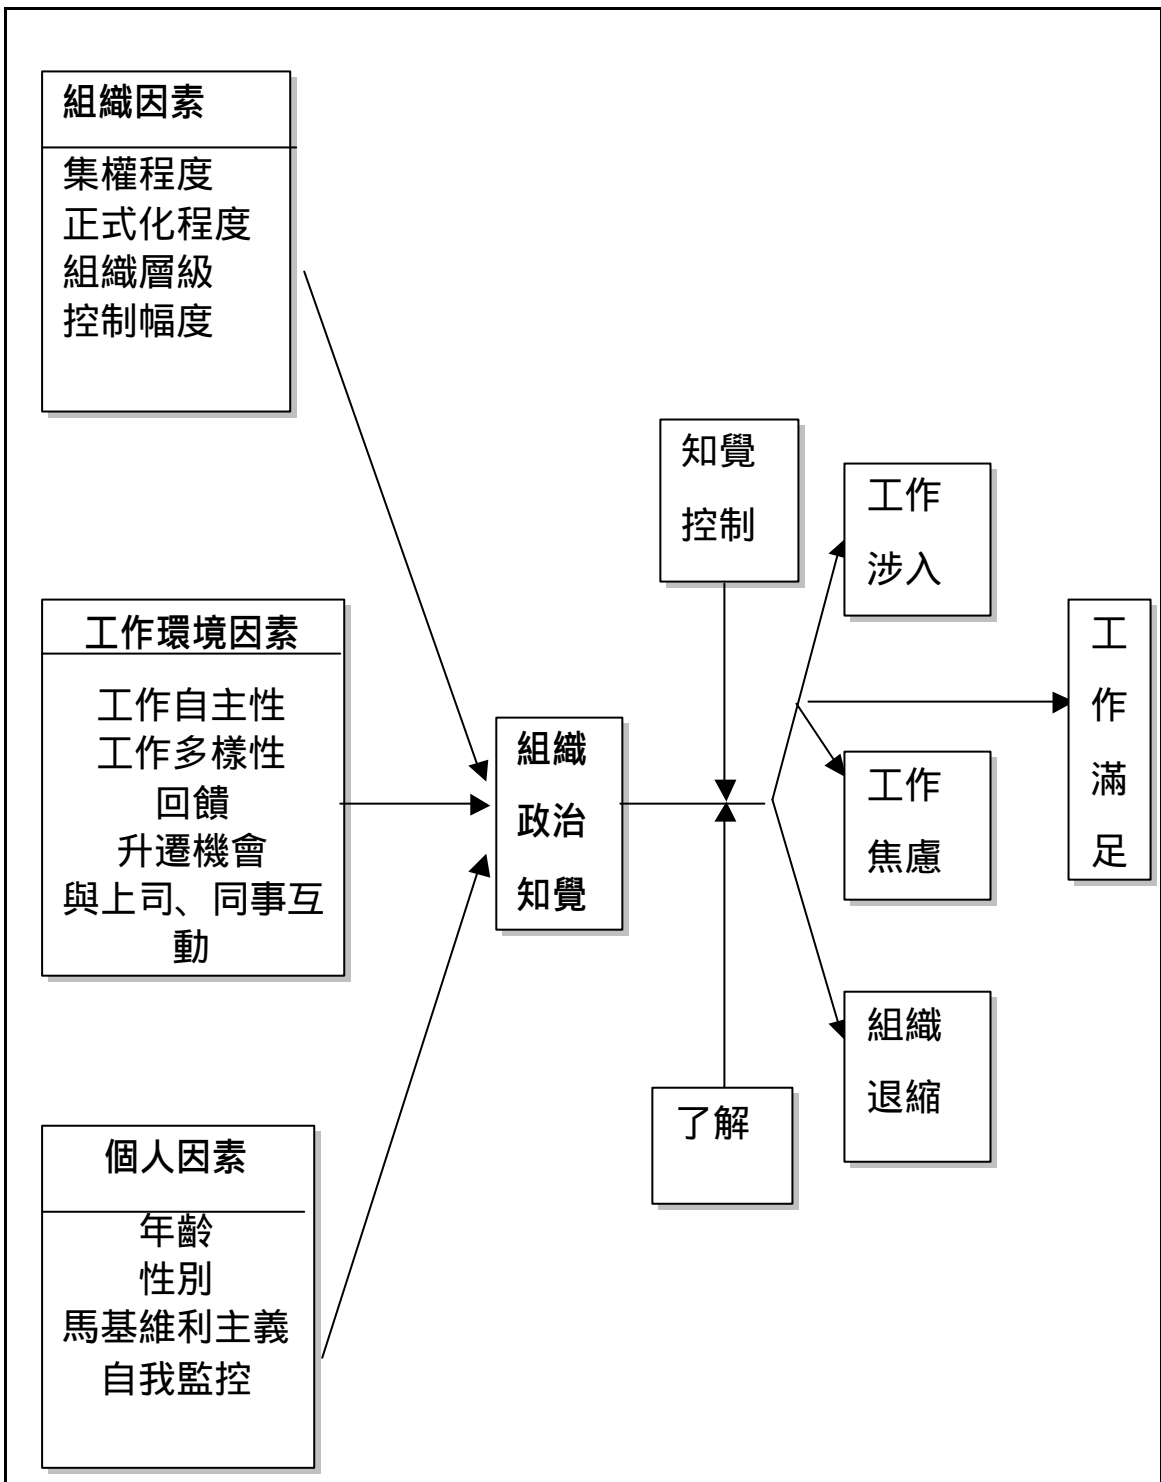 組織因素
集權程度
正式化程度
組織層級
控制幅度
工作環境因素
工作自主性
工作多樣性
回饋
升遷機會
與上司、同事互
動
個人因素
年齡
性別
馬基維利主義
自我監控
組織
政治
知覺
知覺
控制
了解
工作
涉入
工作
焦慮
組織
退縮
工
作
滿
足